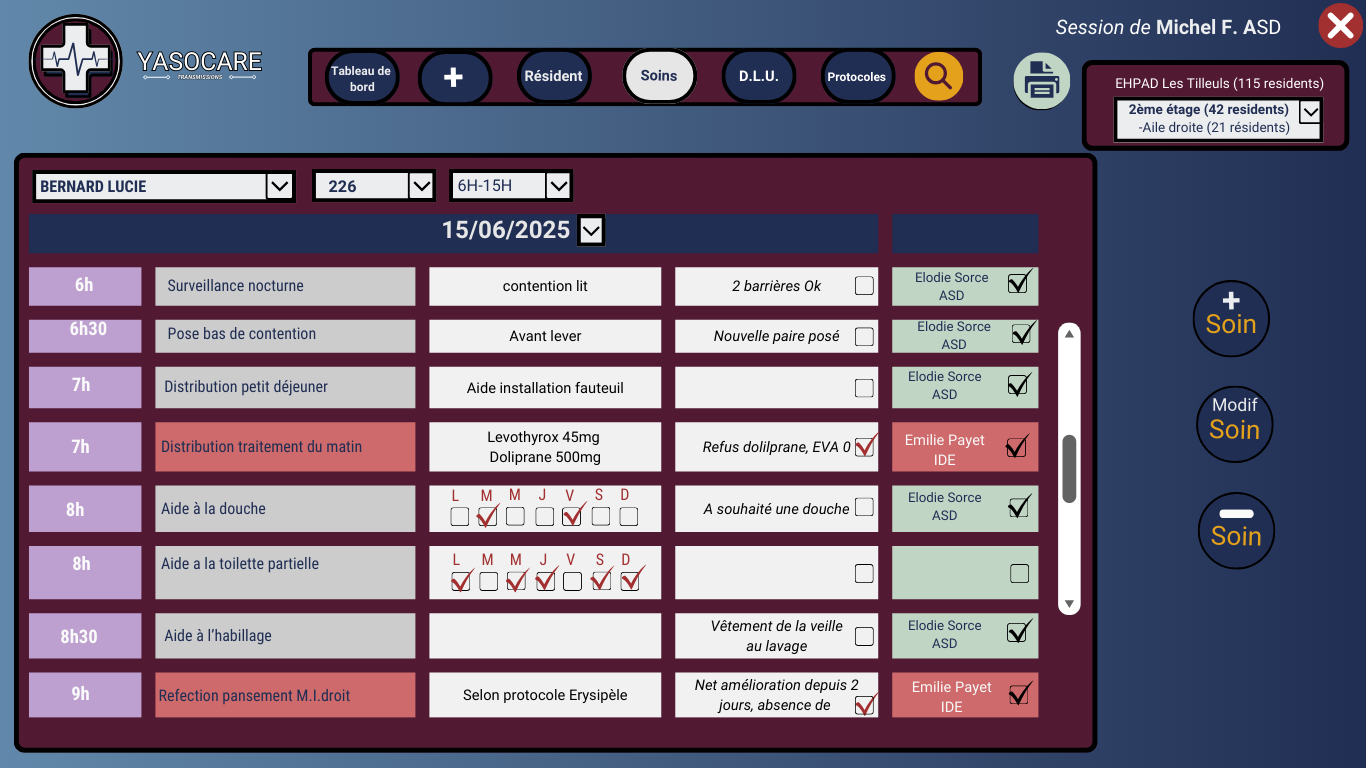 YASOCARE
TRANSMISSIONS
Tableau de
bord
Résident
Soins
D.L.U.
Protocoles
Session de Michel F. ASD
EHPAD Les Tilleuls (115 residents)
2ème étage (42 residents)
-Aile droite (21 résidents)
BERNARD LUCIE
226
6H-15H
15/06/2025
6h
Surveillance nocturne
contention lit
2 barrières Ok
Elodie Sorce
ASD
6h30
Pose bas de contention
Avant lever
Nouvelle paire posé
Elodie Sorce
ASD
7h
Distribution petit déjeuner
Aide installation fauteuil
Elodie Sorce
ASD
7h
Distribution traitement du matin
Levothyrox 45mg
Doliprane 500mg
Refus dolilprane, EVA 0
Emilie Payet
IDE
8h
Aide à la douche
L M M J V S D
A souhaité une douche
Elodie Sorce
ASD
8h
Aide a la toilette partielle
L M M J V S D
8h30
Aide à l'habillage
Vêtement de la veille
au lavage
Elodie Sorce
ASD
9h
Refection pansement M.I.droit
Selon protocole Erysipèle
Net amélioration depuis 2
jours, absence de
Emilie Payet
IDE
+
Soin
Modif
Soin
Soin